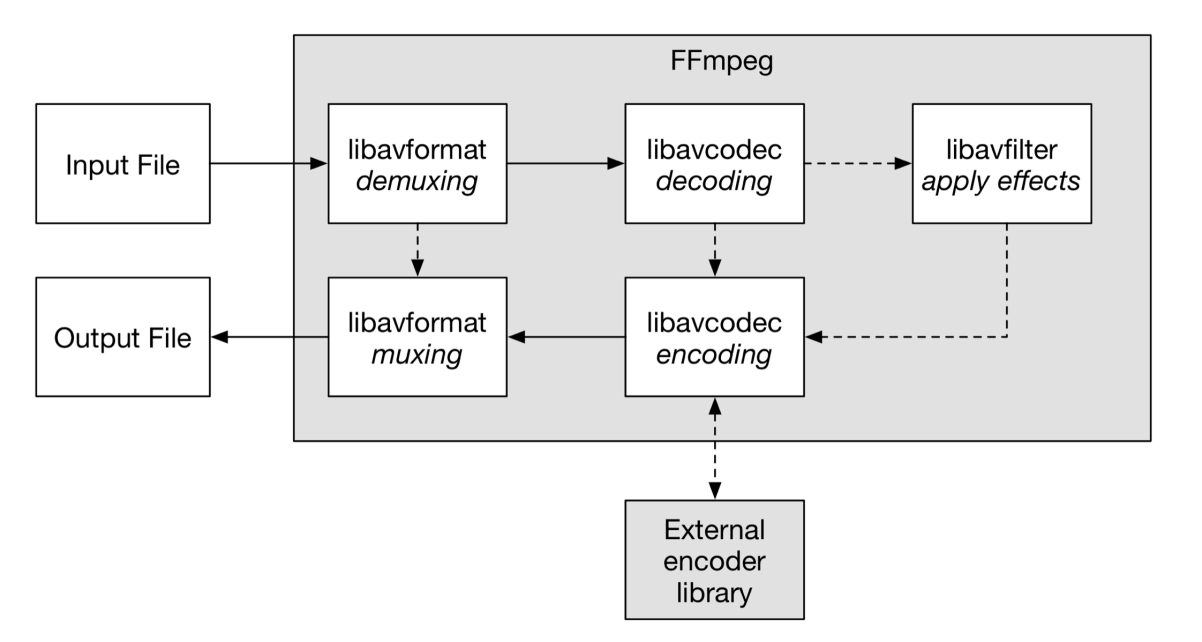 FFmpeg
Input File
libavformat
demuxing
libavcodec
decoding
libavfilter
apply effects
Output File
libavformat
muxing
libavcodec
encoding
External
encoder
library